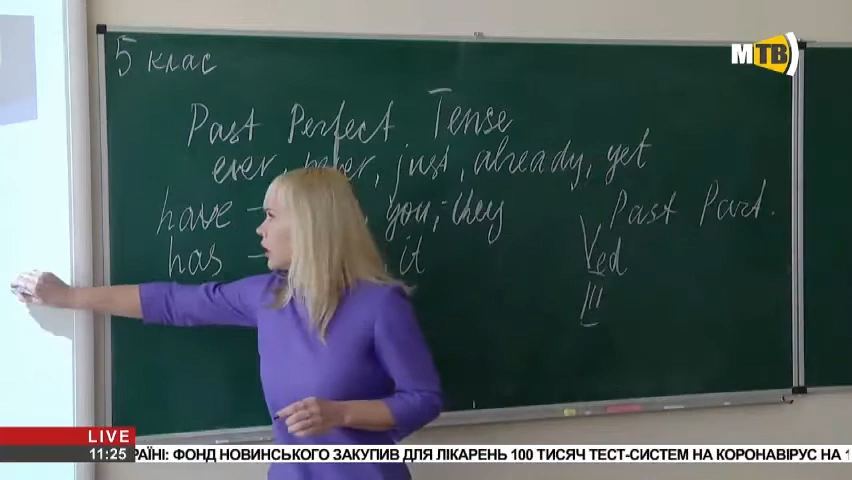 5 клас
МТВ
Past Perfect Tense
ever, never, just, already, yet
have – , you, they
Past Part.
has – it
Ved
III
LIVE
11:25
РАЇНІ: ФОНД НОВИНСЬКОГО ЗАКУПИВ ДЛЯ ЛІКАРЕНЬ 100 ТИСЯЧ ТЕСТ-СИСТЕМ НА КОРОНАВІРУС НА 1